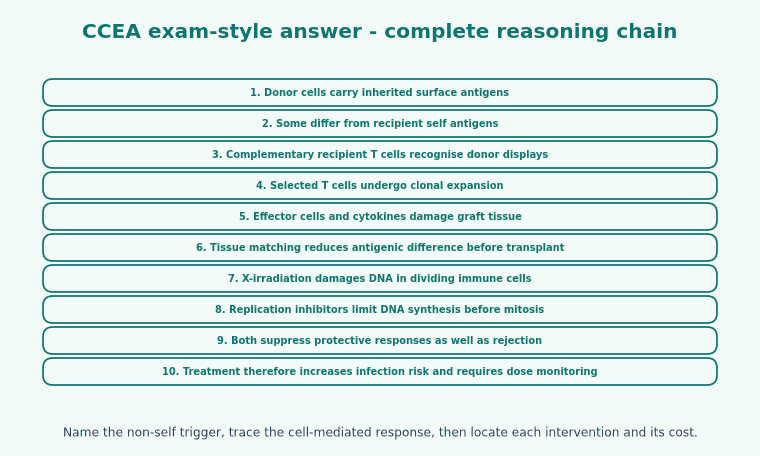 CCEA exam-style answer - complete reasoning chain
1. Donor cells carry inherited surface antigens
2. Some differ from recipient self antigens
3. Complementary recipient T cells recognise donor displays
4. Selected T cells undergo clonal expansion
5. Effector cells and cytokines damage graft tissue
6. Tissue matching reduces antigenic difference before transplant
7. X-irradiation damages DNA in dividing immune cells
8. Replication inhibitors limit DNA synthesis before mitosis
9. Both suppress protective responses as well as rejection
10. Treatment therefore increases infection risk and requires dose monitoring
Name the non-self trigger, trace the cell-mediated response, then locate each intervention and its cost.